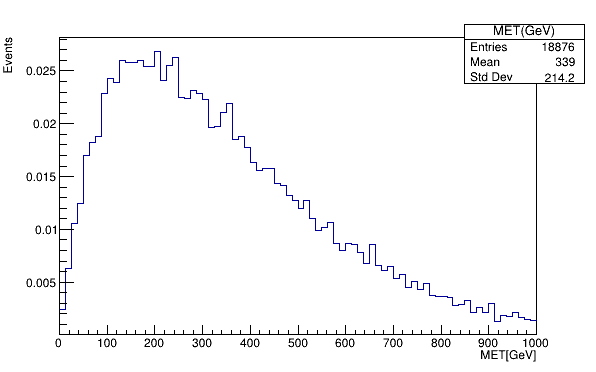 MET(GeV)
Entries 18876
Mean 339
Std Dev 214.2
Events
0.025
0.02
0.015
0.01
0.005
0 100 200 300 400 500 600 700 800 900 1000
MET[GeV]